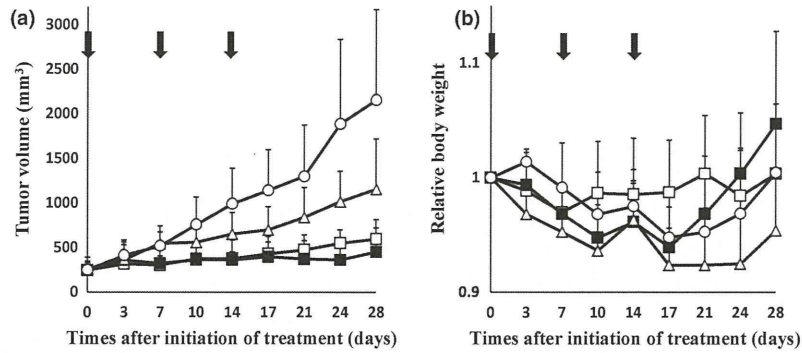 (a)
3000
2500
2000
1500
1000
500
0
Tumor volume (mm³)
0 3 7 10 14 17 21 24 28
Times after initiation of treatment (days)
(b)
1.1
1
0.9
Relative body weight
0 3 7 10 14 17 21 24 28
Times after initiation of treatment (days)